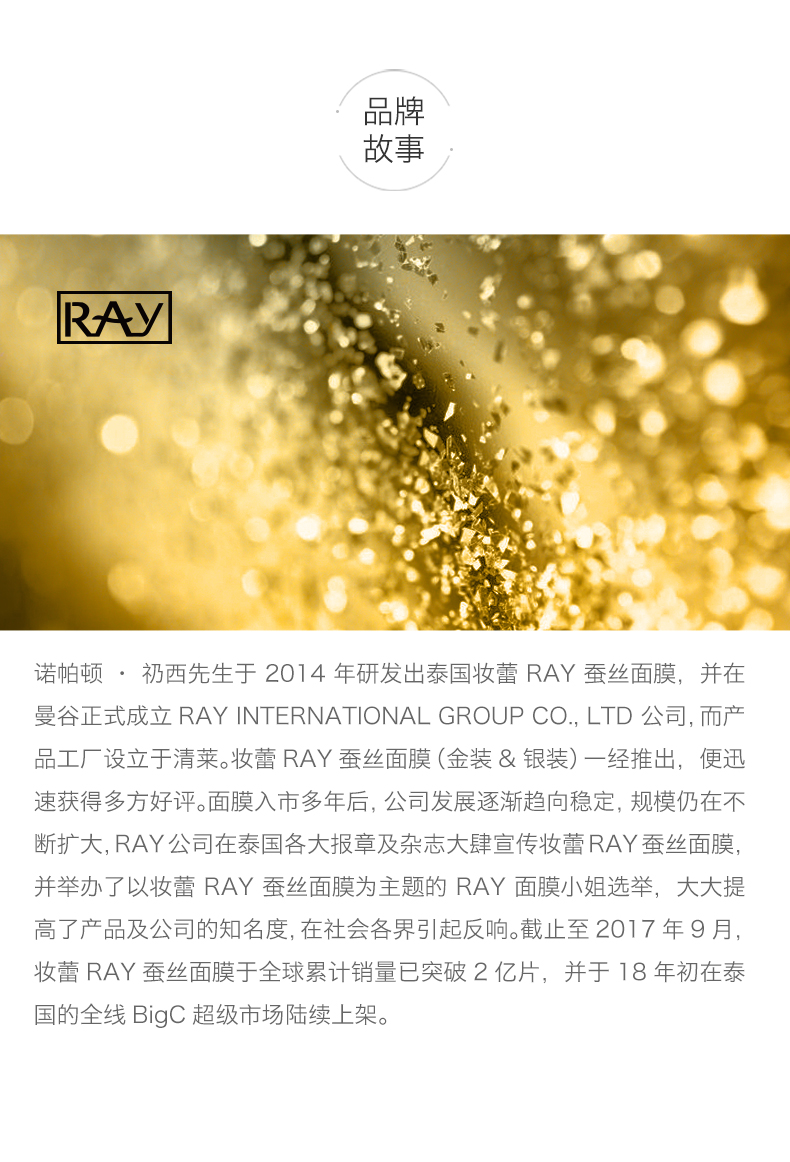 品牌
故事
RAY
诺帕顿 · 礽西先生于 2014 年研发出泰国妆蕾 RAY 蚕丝面膜，并在
曼谷正式成立 RAY INTERNATIONAL GROUP CO., LTD 公司，而产
品工厂设立于清莱。妆蕾 RAY 蚕丝面膜（金装 & 银装）一经推出，便迅
速获得多方好评。面膜入市多年后，公司发展逐渐趋向稳定，规模仍在不
断扩大，RAY 公司在泰国各大报章及杂志大肆宣传妆蕾 RAY 蚕丝面膜，
并举办了以妆蕾 RAY 蚕丝面膜为主题的 RAY 面膜小姐选举，大大提
高了产品及公司的知名度，在社会各界引起反响。截止至 2017 年 9 月，
妆蕾 RAY 蚕丝面膜于全球累计销量已突破 2 亿片，并于 18 年初在泰
国的全线 BigC 超级市场陆续上架。